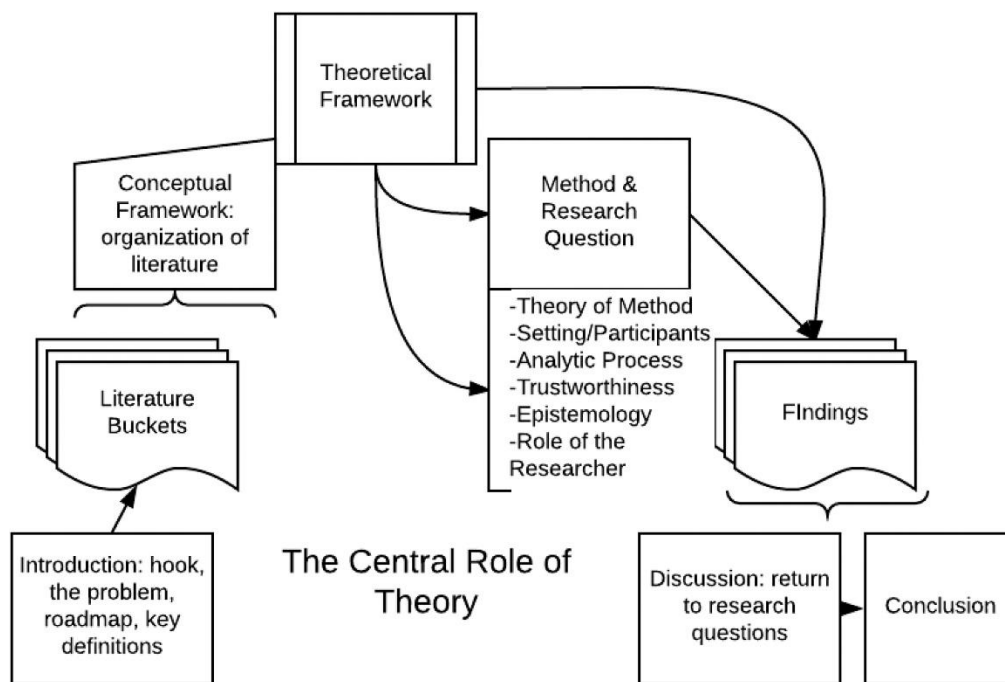 Theoretical
Framework
Conceptual
Framework:
organization of
literature
Method &
Research
Question
-Theory of Method
-Setting/Participants
-Analytic Process
-Trustworthiness
-Epistemology
-Role of the
Researcher
Literature
Buckets
FIndings
Introduction: hook,
the problem,
roadmap, key
definitions
The Central Role of
Theory
Discussion: return
to research
questions
Conclusion